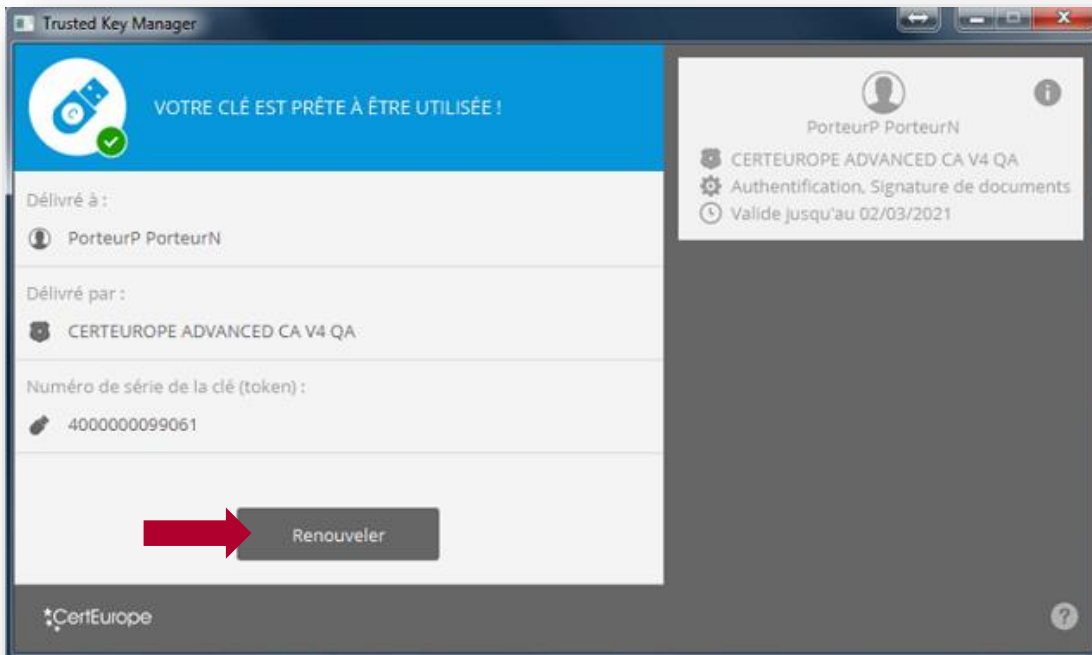 Trusted Key Manager
VOTRE CLÉ EST PRÊTE À ÊTRE UTILISÉE !
Délivré à :
PorteurP PorteurN
Délivré par :
CERTEUROPE ADVANCED CA V4 QA
Numéro de série de la clé (token) :
4000000099061
Renouveler
CertEurope
PorteurP PorteurN
CERTEUROPE ADVANCED CA V4 QA
Authentification, Signature de documents
Valide jusqu'au 02/03/2021